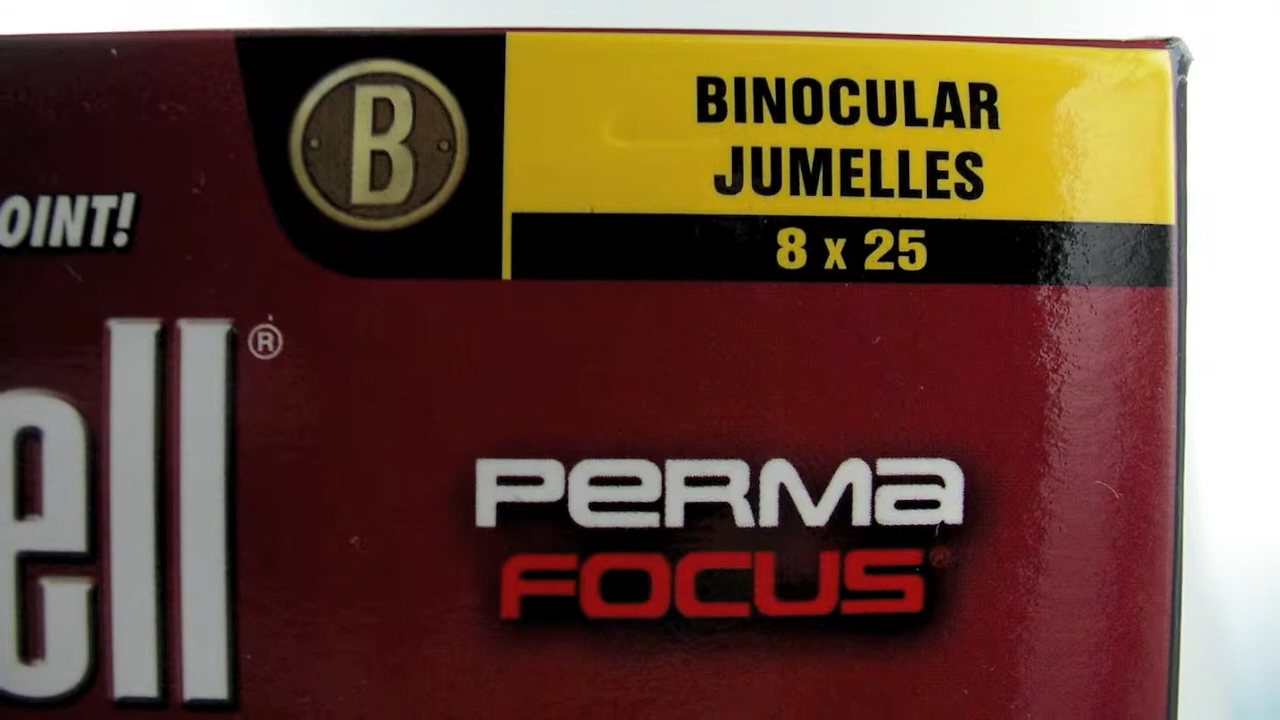 B
BINOCULAR
JUMELLES
8 x 25
OINT!
ell®
PERMA
FOCUS